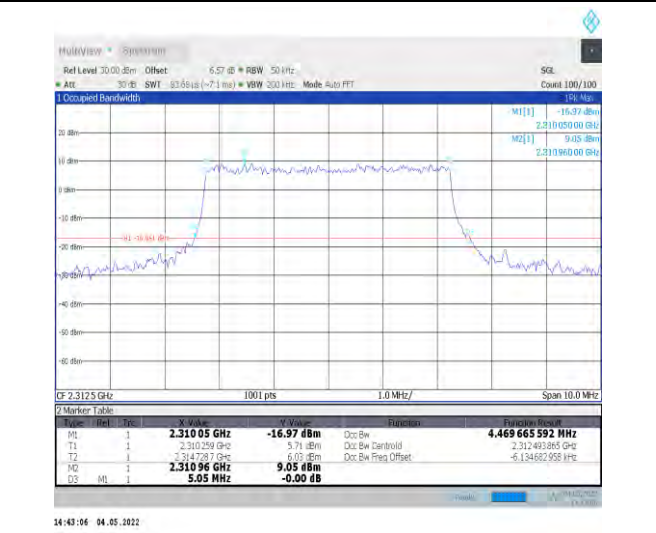 MultiView Spectrum
Ref Level 30.00 dBm Offset 6.57 dB RBW 50 kHz SGL
Att 30 dB SWT VBW 200 kHz Mode Auto FFT Count 100/100
1 Occupied Bandwidth 1Pk Max
M1[1] -16.97 dBm
2.31005000 GHz
M2[1] 9.05 dBm
2.31096000 GHz
20 dBm
10 dBm
0 dBm
-10 dBm
-20 dBm
-30 dBm
-40 dBm
-50 dBm
-60 dBm
CF 2.3125 GHz 1001 pts 1.0 MHz/ Span 10.0 MHz
2 Marker Table
Type Ref Trc X-Value Y-Value Function Function Result
M1 1 2.31005 GHz -16.97 dBm Occ Bw 4.469665592 MHz
T1 1 2.310259 GHz 5.71 dBm Occ Bw Centroid 2.312493865 GHz
T2 1 2.3147287 GHz 6.03 dBm Occ Bw Freq Offset -6.134682958 kHz
M2 1 2.31096 GHz 9.05 dBm
D3 M1 1 5.05 MHz -0.00 dB
14:43:06 04.05.2022